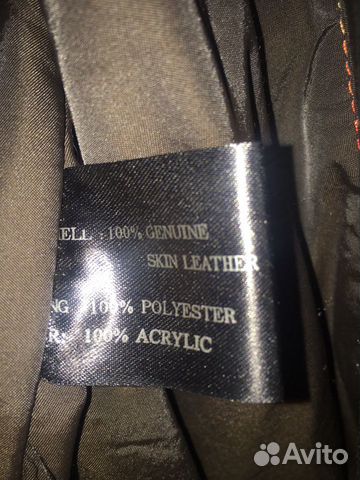 ELL : 100% GENUINE
SKIN LEATHER
NG : 100% POLYESTER
R: 100% ACRYLIC
Avito